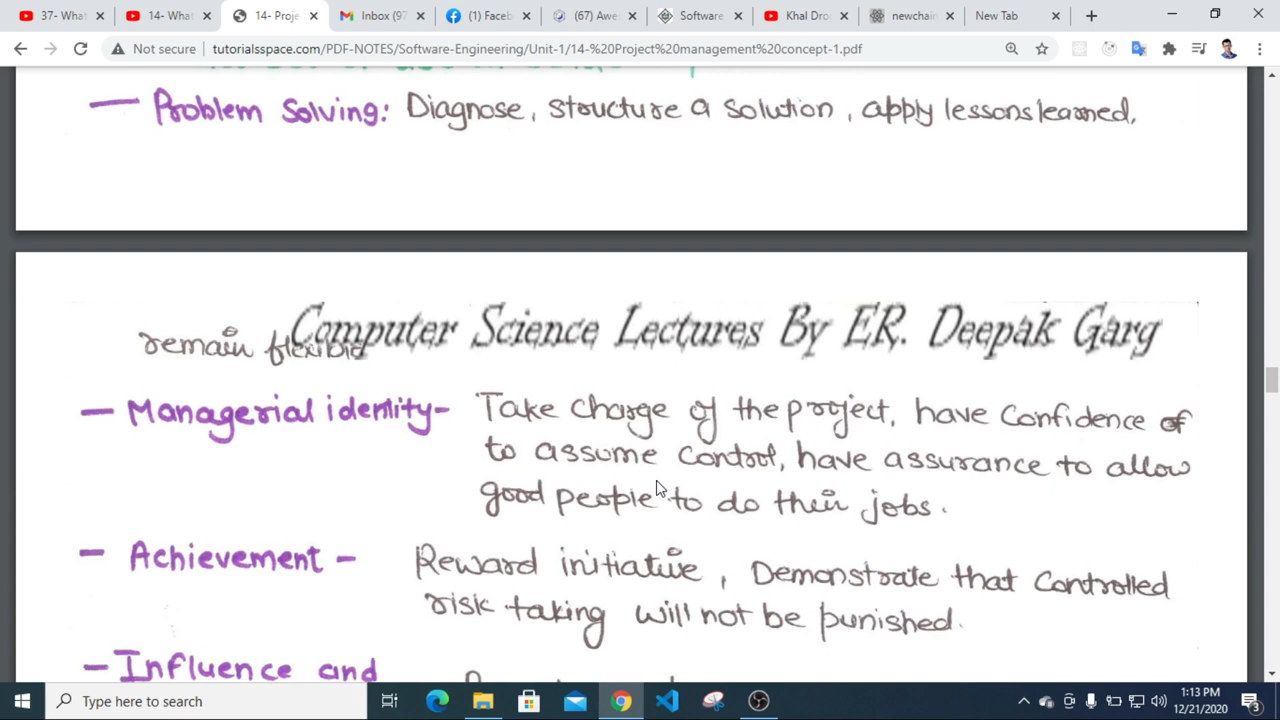 37- What
14- What
14- Proje
Inbox (97
(1) Faceb
(67) Awe
Software
Khal Dro
newchair
New Tab
Not secure
tutorialsspace.com/PDF-NOTES/Software-Engineering/Unit-1/14-%20Project%20management%20concept-1.pdf
— Problem Solving: Diagnose, structure a solution, apply lessons learned,
Computer Science Lectures By ER. Deepak Garg
remain flexible
— Managerial identity- Take charge of the project, have confidence of
to assume control, have assurance to allow
good people to do their jobs.
— Achievement - Reward initiative, Demonstrate that controlled
risk taking will not be punished.
— Influence and
Type here to search
1:13 PM
12/21/2020
3